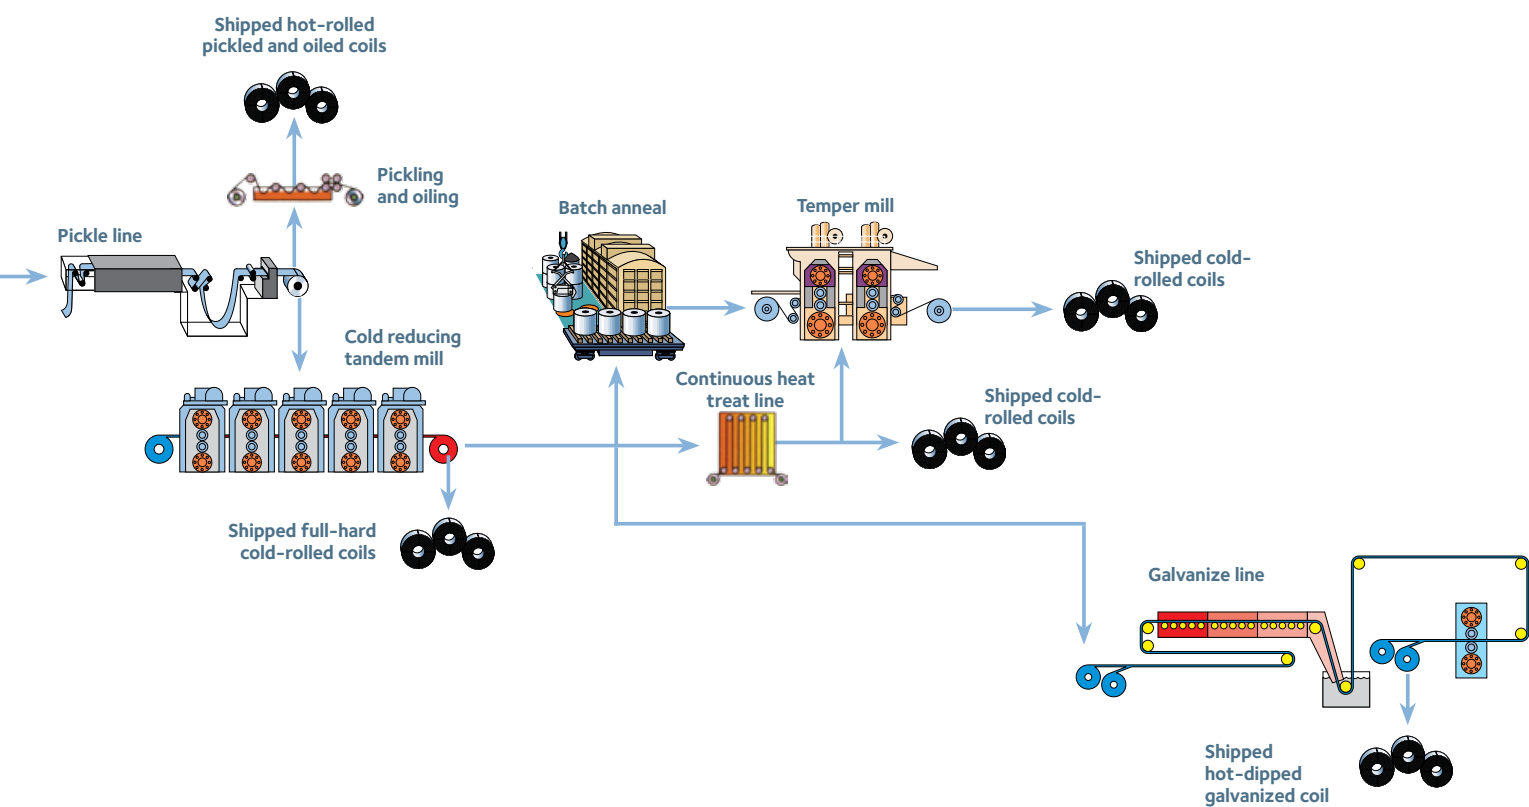 Shipped hot-rolled
pickled and oiled coils
Pickling
and oiling
Pickle line
Batch anneal
Temper mill
Shipped cold-
rolled coils
Cold reducing
tandem mill
Continuous heat
treat line
Shipped cold-
rolled coils
Shipped full-hard
cold-rolled coils
Galvanize line
Shipped
hot-dipped
galvanized coil